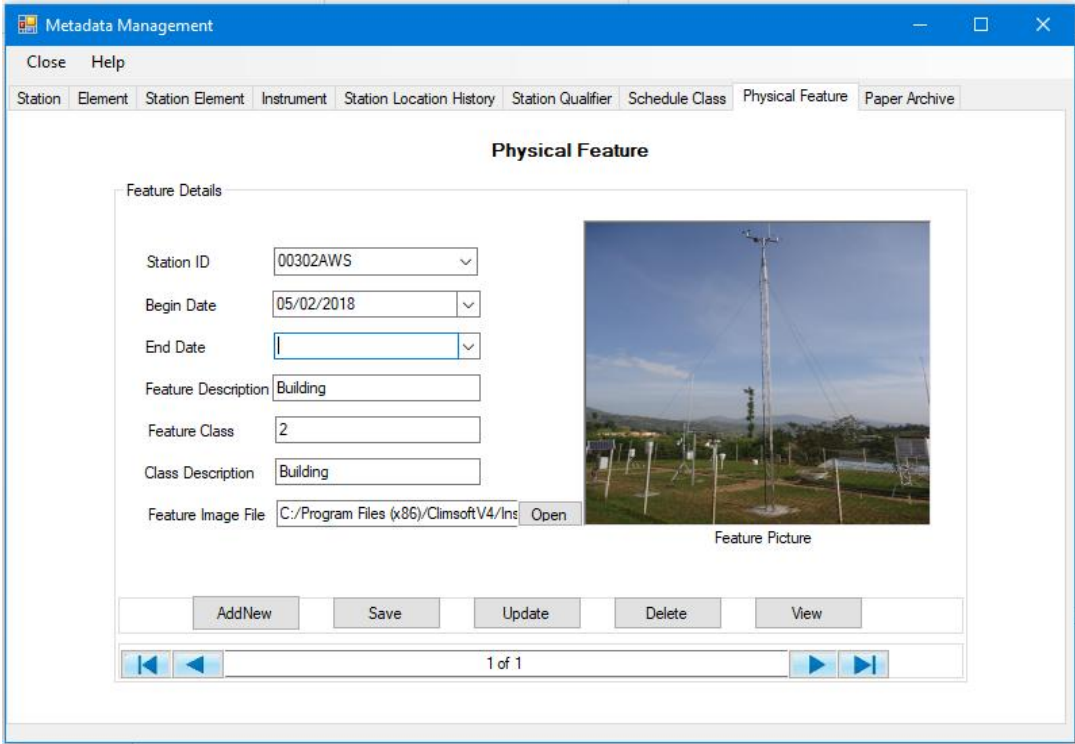 Metadata Management
Close Help
Station Element Station Element Instrument Station Location History Station Qualifier Schedule Class Physical Feature Paper Archive
Physical Feature
Feature Details
Station ID 00302AWS
Begin Date 05/02/2018
End Date
Feature Description Building
Feature Class 2
Class Description Building
Feature Image File C:/Program Files (x86)/ClimsoftV4/Ins Open
Feature Picture
AddNew Save Update Delete View
1 of 1